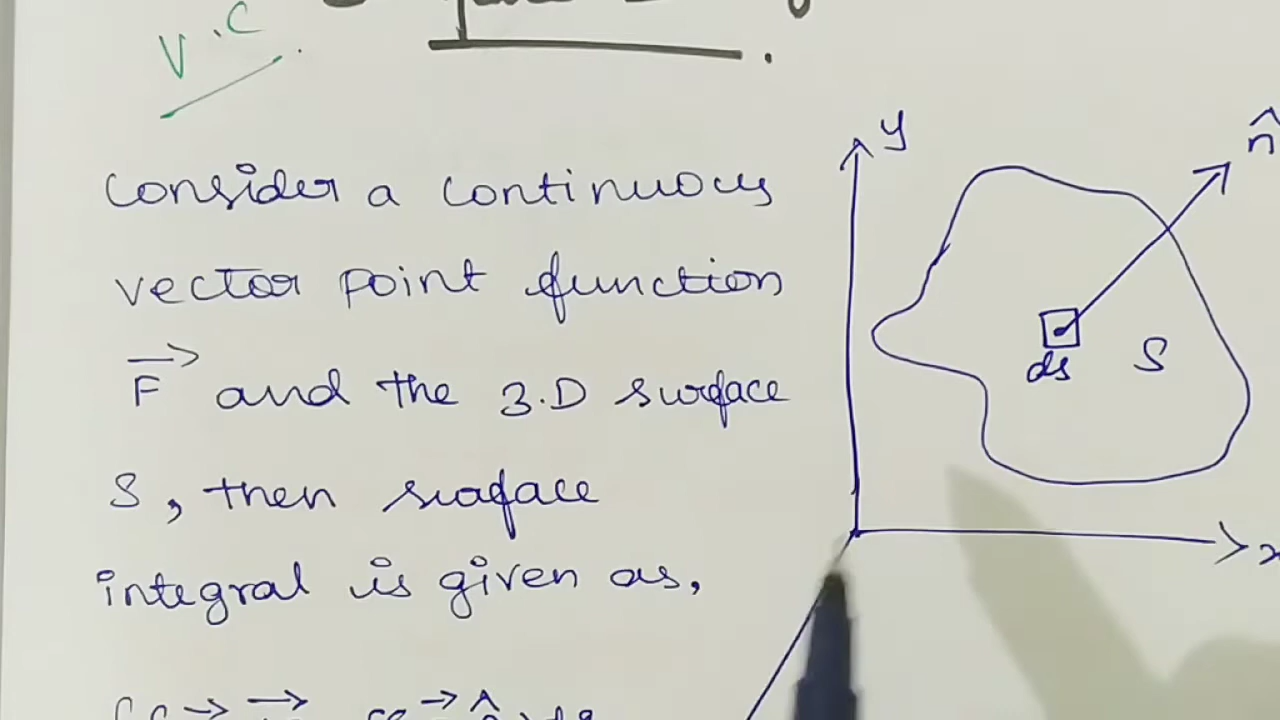 V.C
Consider a continuous
vector point function
F and the 3.D surface
S, then surface
integral is given as,
y
n̂
ds
S
x